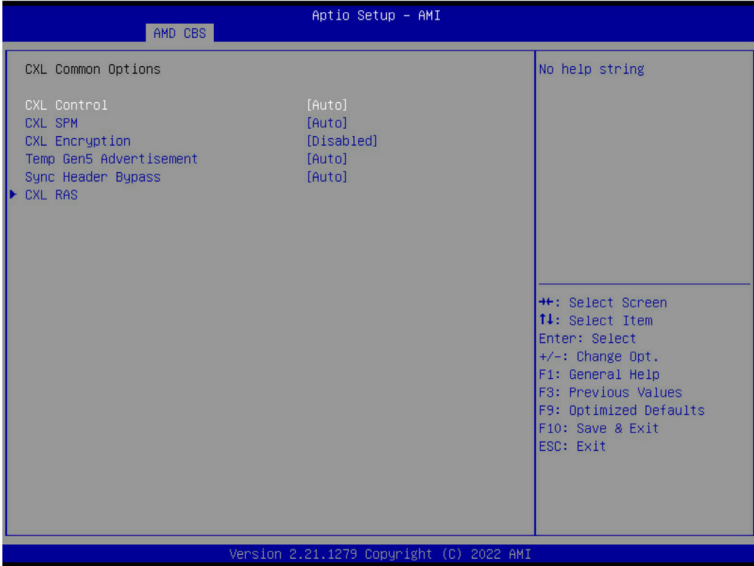 Aptio Setup – AMI
AMD CBS
CXL Common Options
CXL Control [Auto]
CXL SPM [Auto]
CXL Encryption [Disabled]
Temp Gen5 Advertisement [Auto]
Sync Header Bypass [Auto]
► CXL RAS
No help string
→←: Select Screen
↑↓: Select Item
Enter: Select
+/-: Change Opt.
F1: General Help
F3: Previous Values
F9: Optimized Defaults
F10: Save & Exit
ESC: Exit
Version 2.21.1279 Copyright (C) 2022 AMI